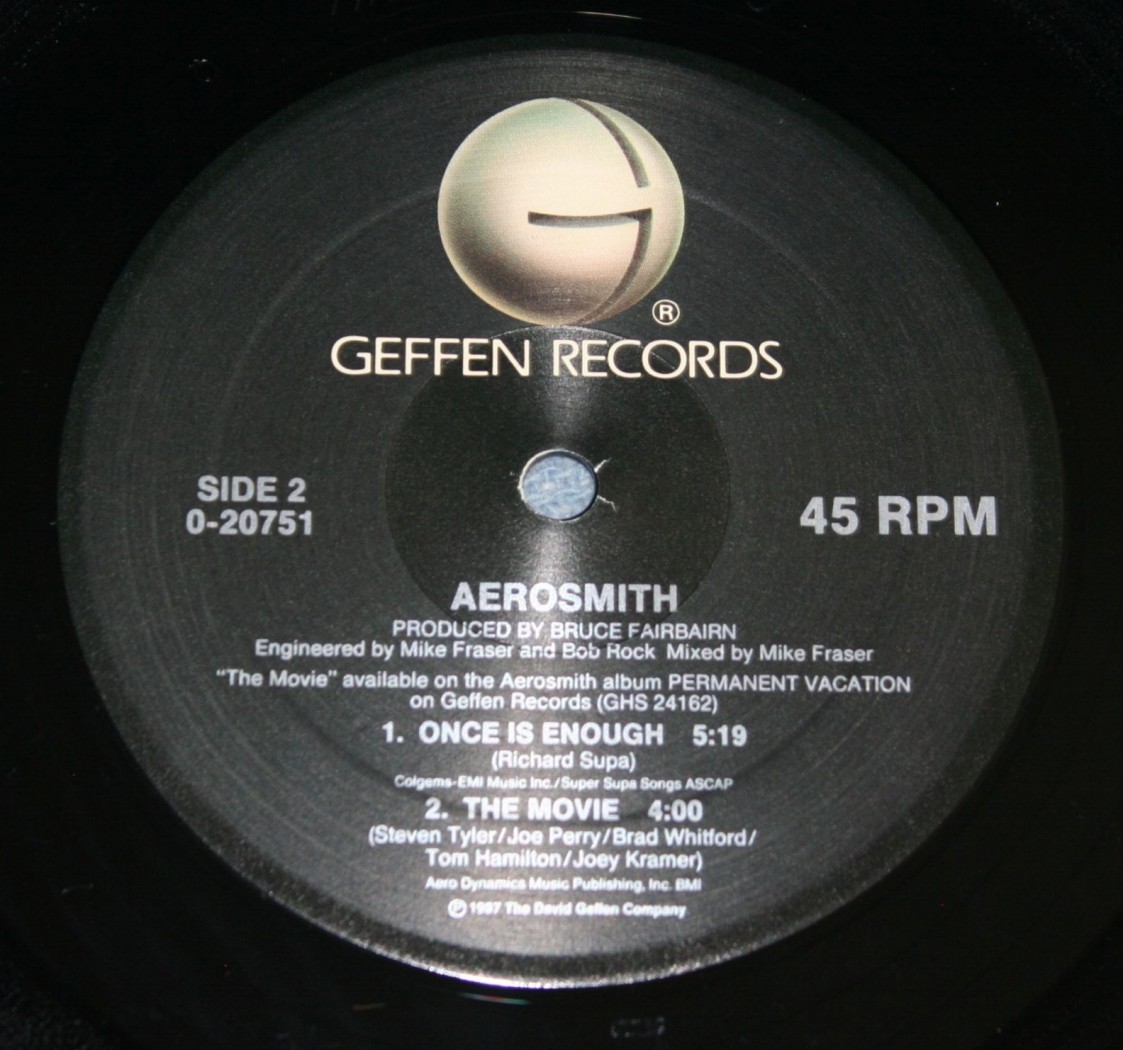 ®
GEFFEN RECORDS
SIDE 2
0-20751
45 RPM
AEROSMITH
PRODUCED BY BRUCE FAIRBAIRN
Engineered by Mike Fraser and Bob Rock Mixed by Mike Fraser
"The Movie" available on the Aerosmith album PERMANENT VACATION
on Geffen Records (GHS 24162)
1. ONCE IS ENOUGH 5:19
(Richard Supa)
Colgems-EMI Music Inc./Super Supa Songs ASCAP
2. THE MOVIE 4:00
(Steven Tyler/Joe Perry/Brad Whitford/
Tom Hamilton/Joey Kramer)
Aero Dynamics Music Publishing, Inc. BMI
℗ 1987 The David Geffen Company